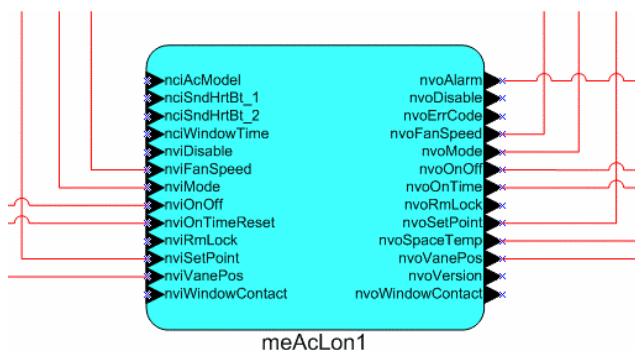 nciAcModel nvoAlarm
nciSndHrtBt_1 nvoDisable
nciSndHrtBt_2 nvoErrCode
nciWindowTime nvoFanSpeed
nviDisable nvoMode
nviFanSpeed nvoOnOff
nviMode nvoOnTime
nviOnOff nvoRmLock
nviOnTimeReset nvoSetPoint
nviRmLock nvoSpaceTemp
nviSetPoint nvoVanePos
nviVanePos nvoVersion
nviWindowContact nvoWindowContact
meAcLon1